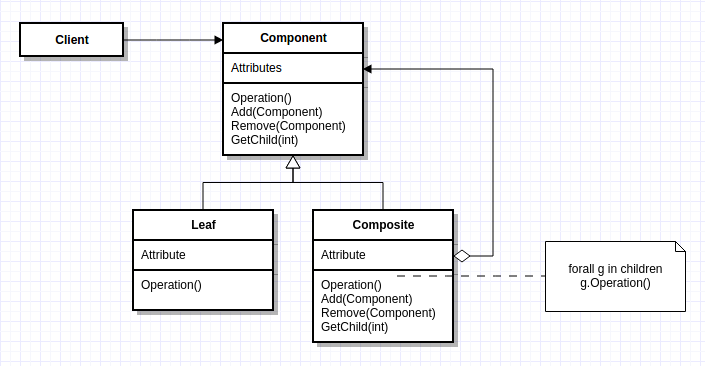 Client
Component
Attributes
Operation()
Add(Component)
Remove(Component)
GetChild(int)
Leaf
Attribute
Operation()
Composite
Attribute
Operation()
Add(Component)
Remove(Component)
GetChild(int)
forall g in children
g.Operation()